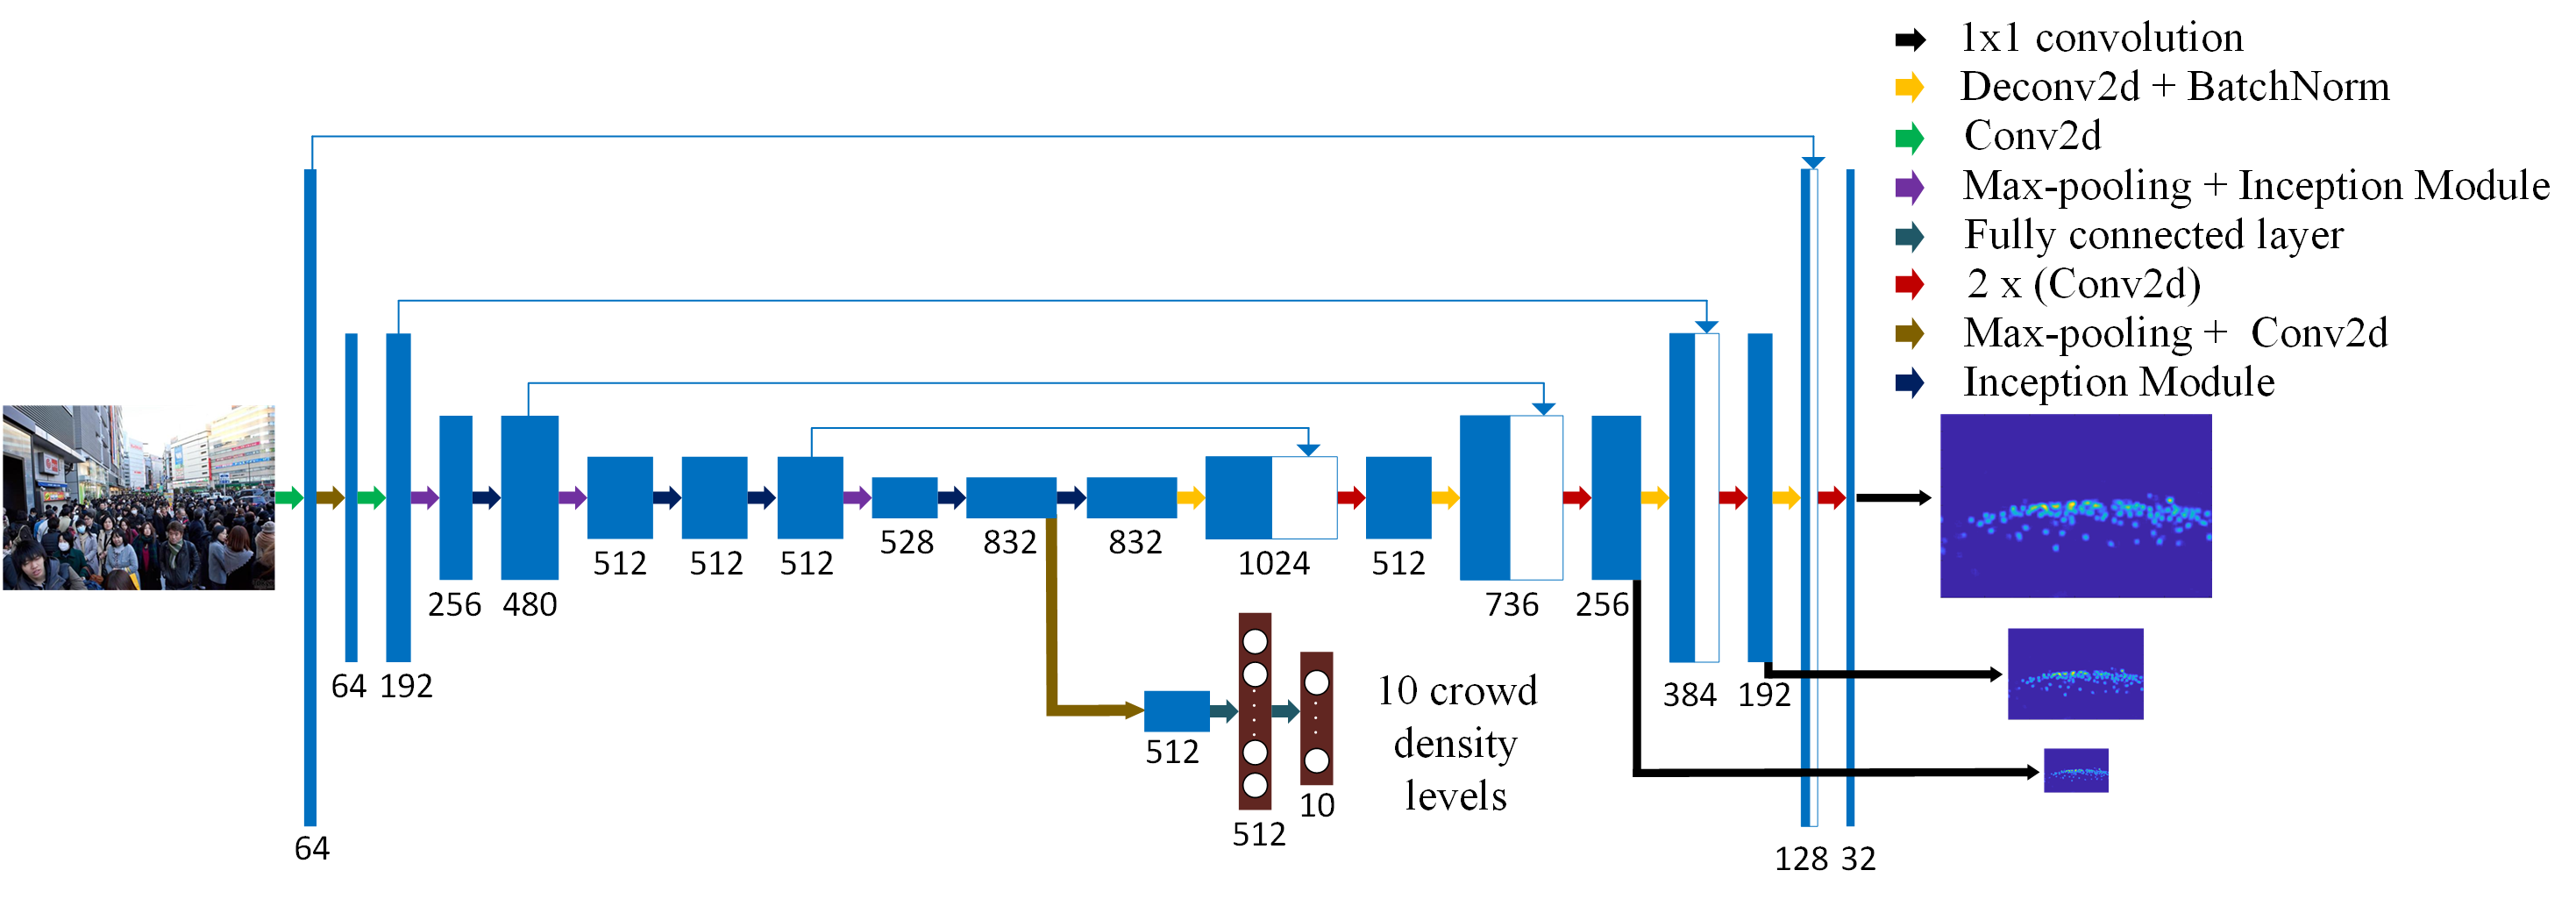 1x1 convolution
Deconv2d + BatchNorm
Conv2d
Max-pooling + Inception Module
Fully connected layer
2 x (Conv2d)
Max-pooling + Conv2d
Inception Module
528 832 832
512 512 512 1024 512
256 480 736 256
64 192 384 192
10 crowd
density
levels
512 10
512
64 128 32